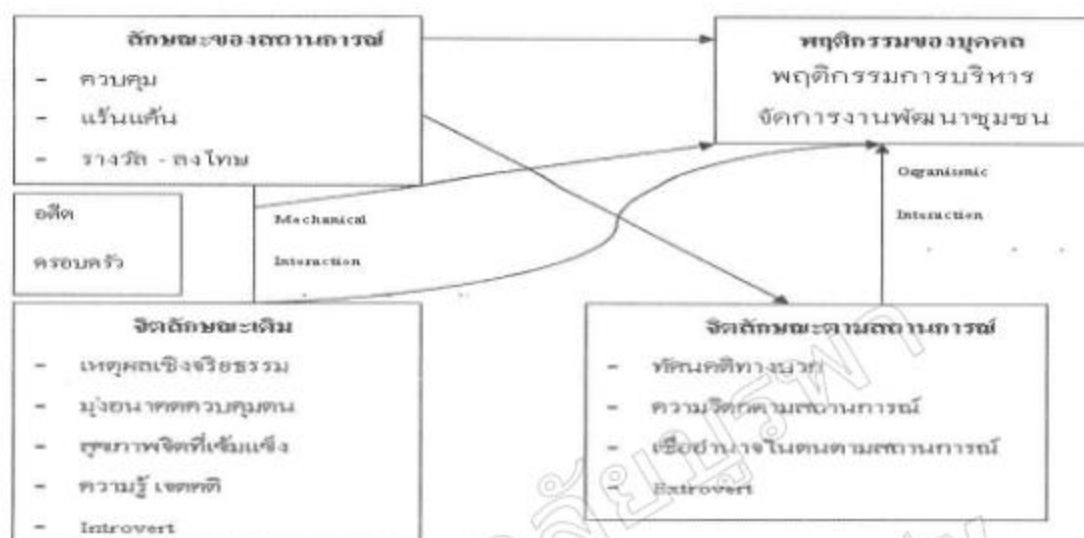 ลักษณะของสถานการณ์
- ควบคุม
- แร้นแค้น
- รางวัล - ลงโทษ
พฤติกรรมของบุคคล
พฤติกรรมการบริหาร
จัดการงานพัฒนาชุมชน
อดีต
ครอบครัว
Mechanical
Interaction
Organismic
Interaction
จิตลักษณะเดิม
- เหตุผลเชิงจริยธรรม
- มุ่งอนาคตควบคุมตน
- สุขภาพจิตที่เข้มแข็ง
- ความรู้ เจตคติ
- Introvert
จิตลักษณะตามสถานการณ์
- ทัศนคติทางบวก
- ความวิตกตามสถานการณ์
- เชื่ออำนาจในตนตามสถานการณ์
- Extrovert